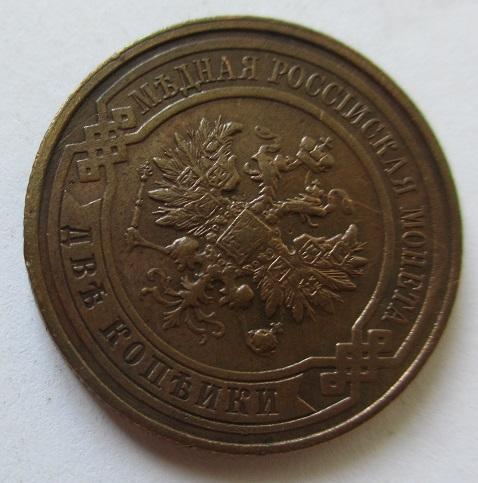 МѢДНАЯ РОССІЙСКАЯ МОНЕТА
ДВѢ КОПѢЙКИ